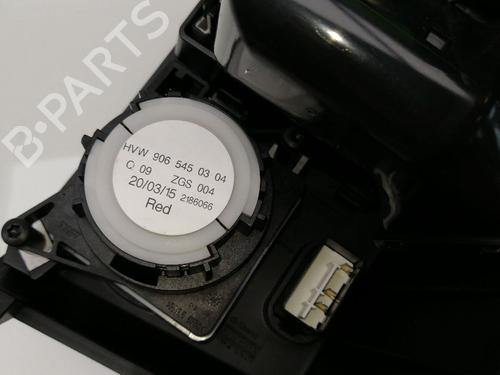 B-PARTS
HVW 906 545 03 04
Q 09 ZGS 004
20/03/15 2186066
Red